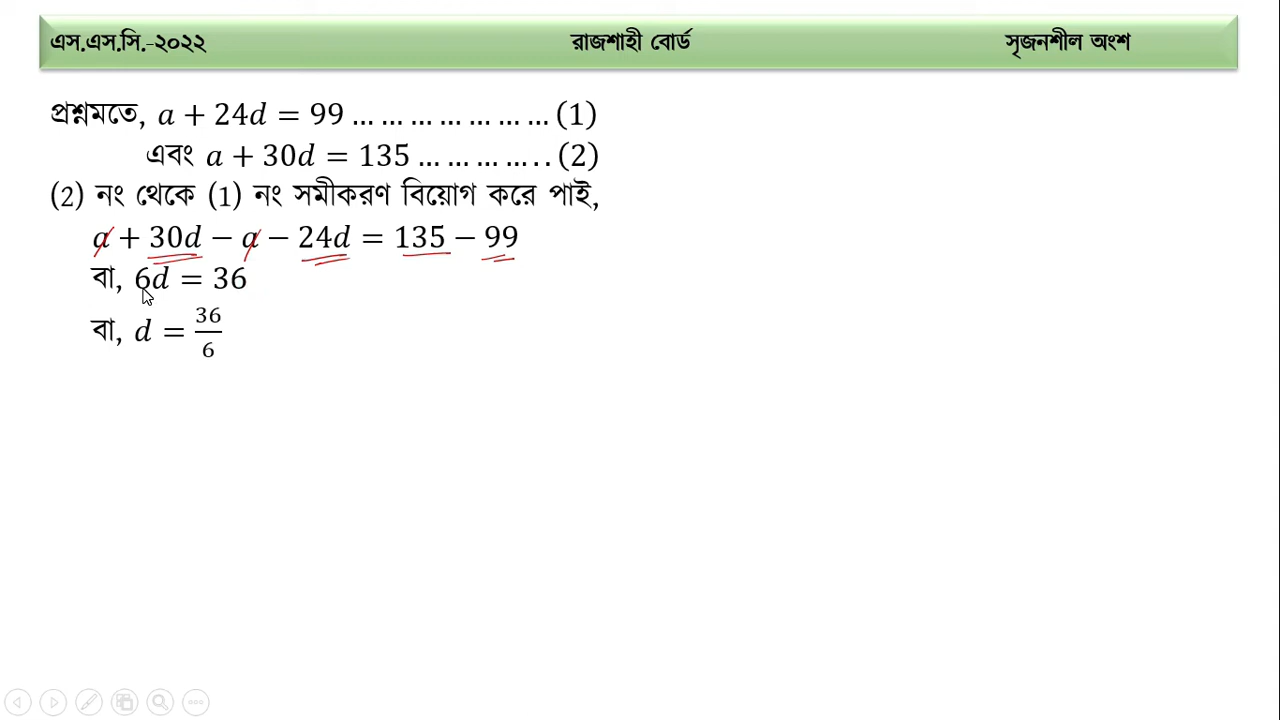 এস.এস.সি.-২০২২ রাজশাহী বোর্ড সৃজনশীল অংশ
প্রশ্নমতে, a + 24d = 99 … … … … … … … (1)
এবং a + 30d = 135 … … … … . . (2)
(2) নং থেকে (1) নং সমীকরণ বিয়োগ করে পাই,
a + 30d − a − 24d = 135 − 99
বা, 6d = 36
বা, d = 36/6